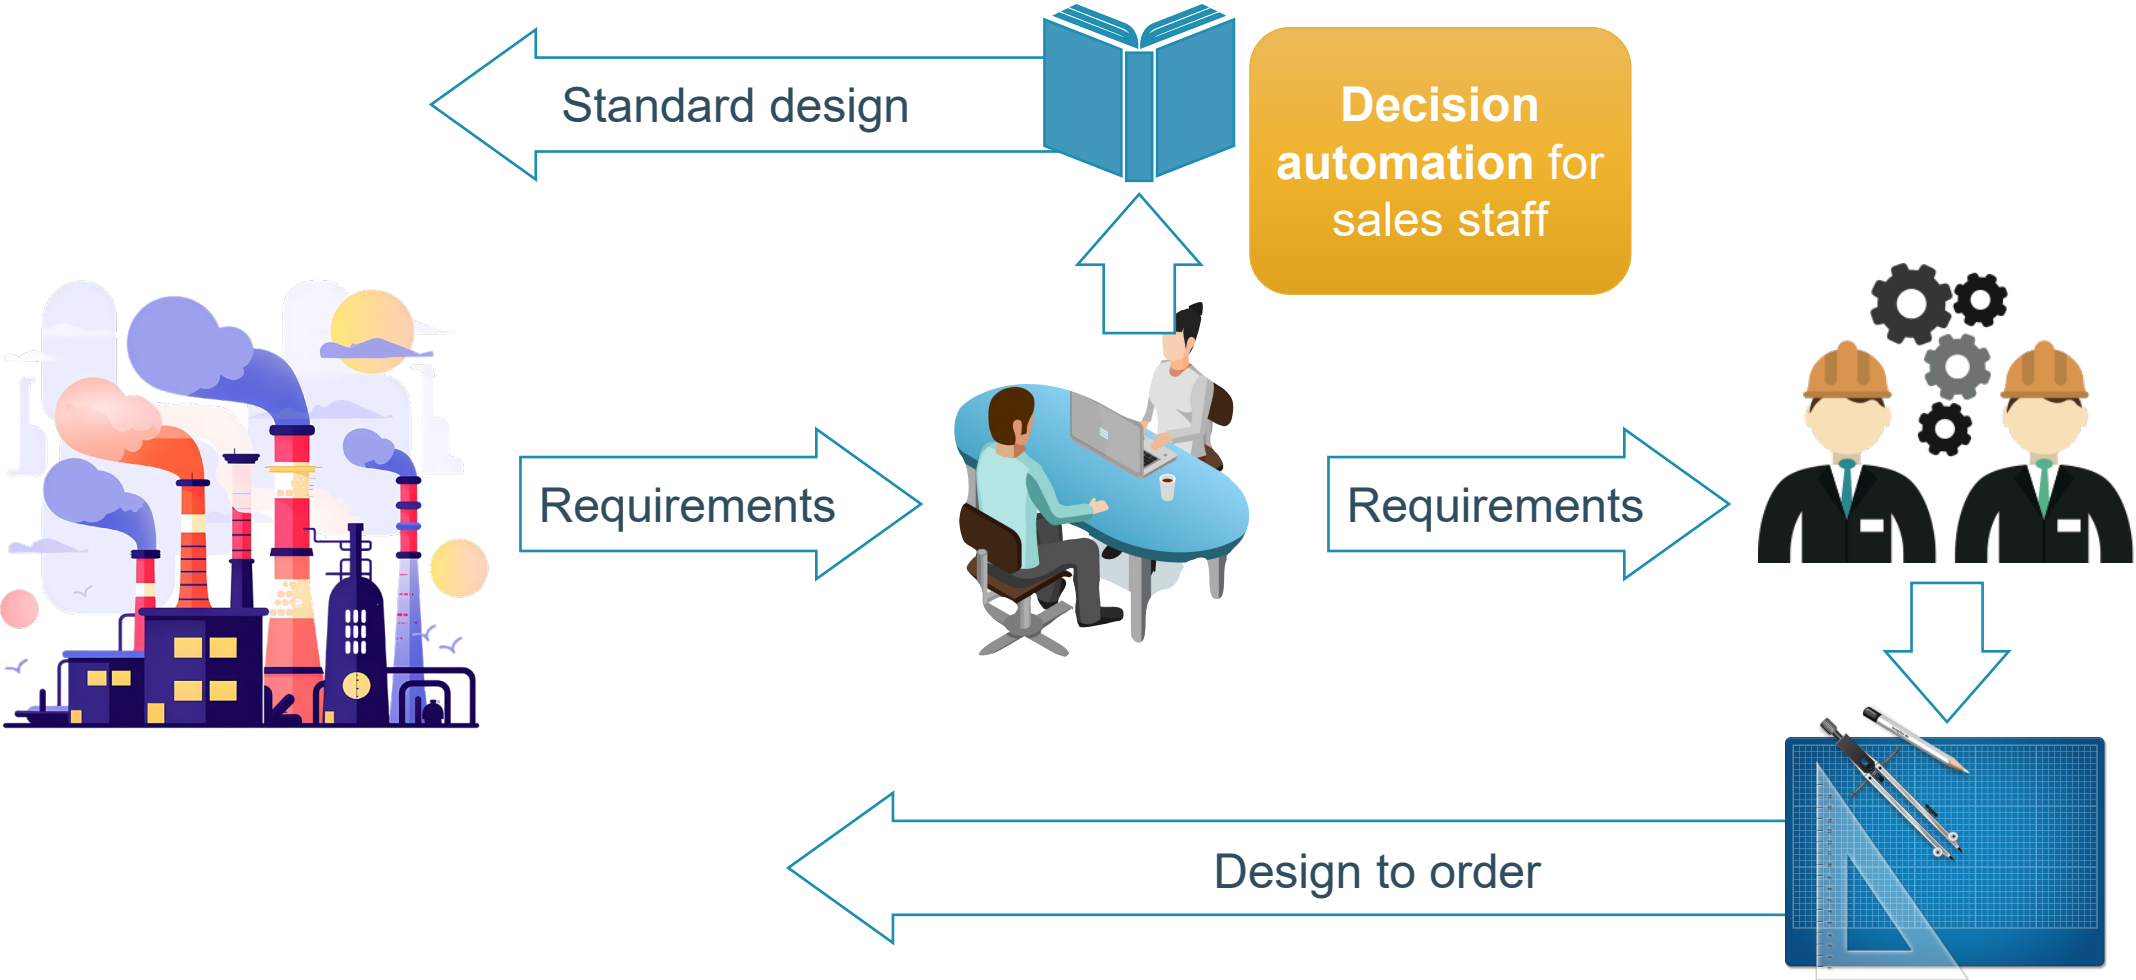 Standard design
Decision
automation for
sales staff
Requirements
Requirements
Design to order